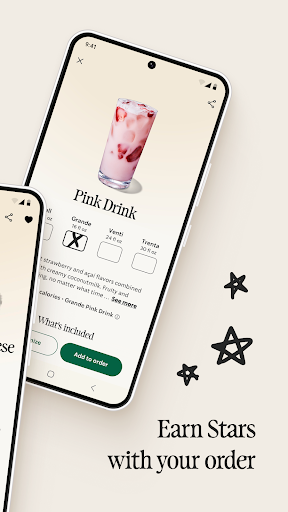 9:41
Pink Drink
Grande
16 fl oz
Venti
24 fl oz
Trenta
30 fl oz
strawberry and açaí flavors combined
with creamy coconutmilk. Fruity and
no matter what time ... See more
calories · Grande Pink Drink
What's included
Add to order
Earn Stars
with your order